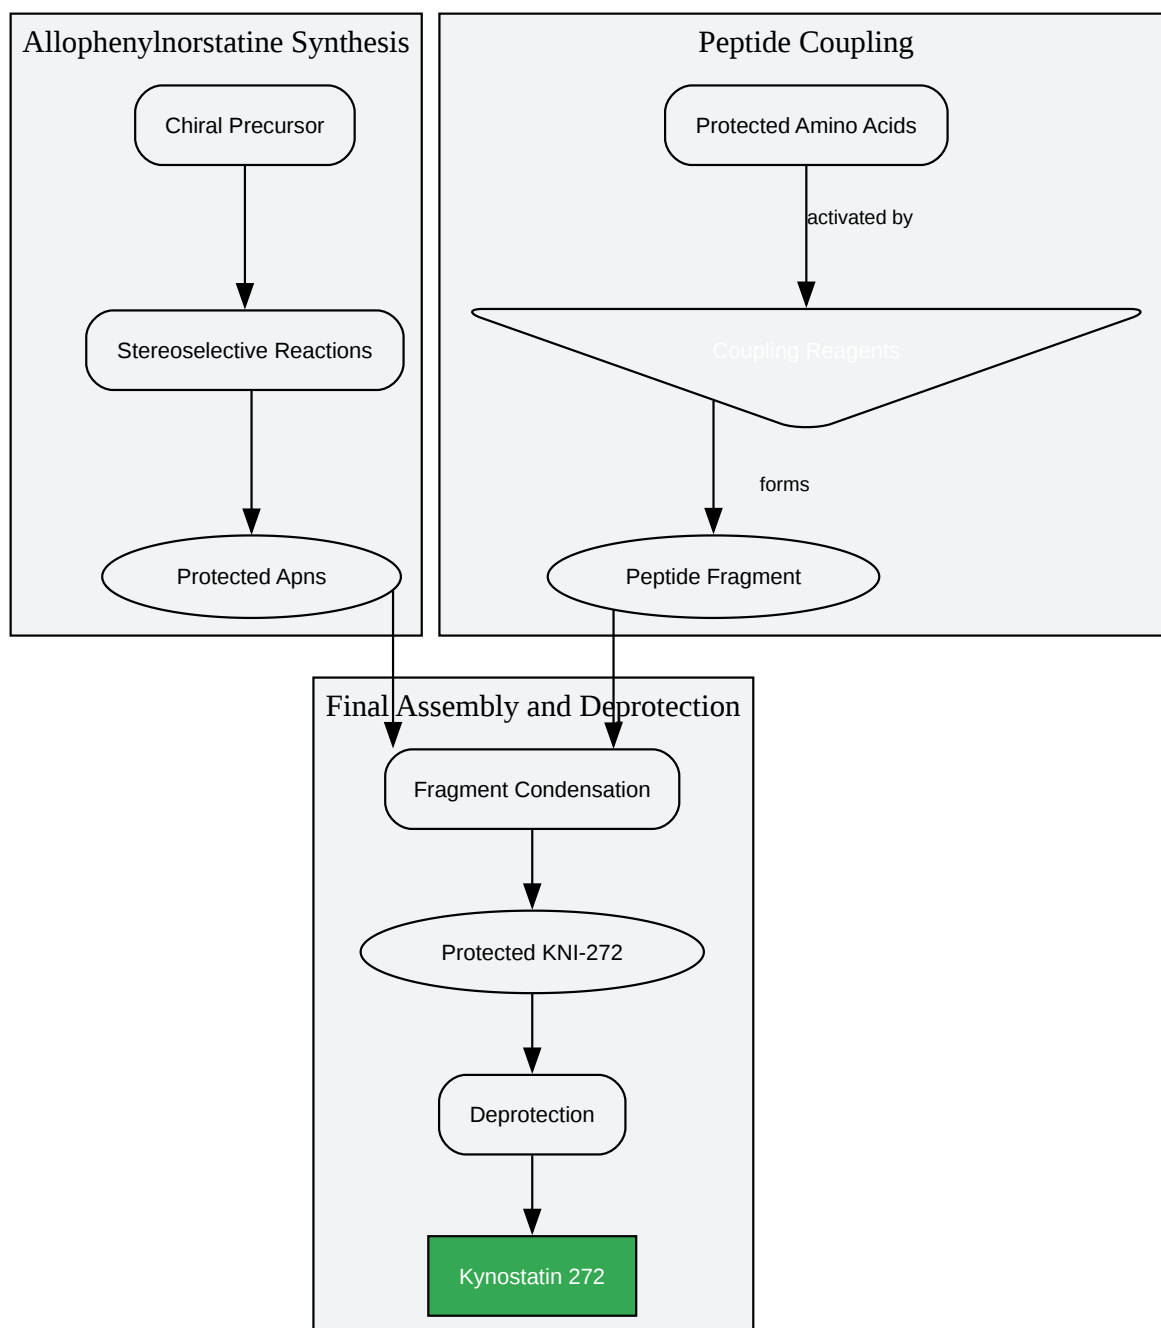 Allophenylnorstatine Synthesis
Chiral Precursor
Stereoselective Reactions
Protected Apns
Peptide Coupling
Protected Amino Acids
activated by
Coupling Reagents
forms
Peptide Fragment
Final Assembly and Deprotection
Fragment Condensation
Protected KNI-272
Deprotection
Kynostatin 272